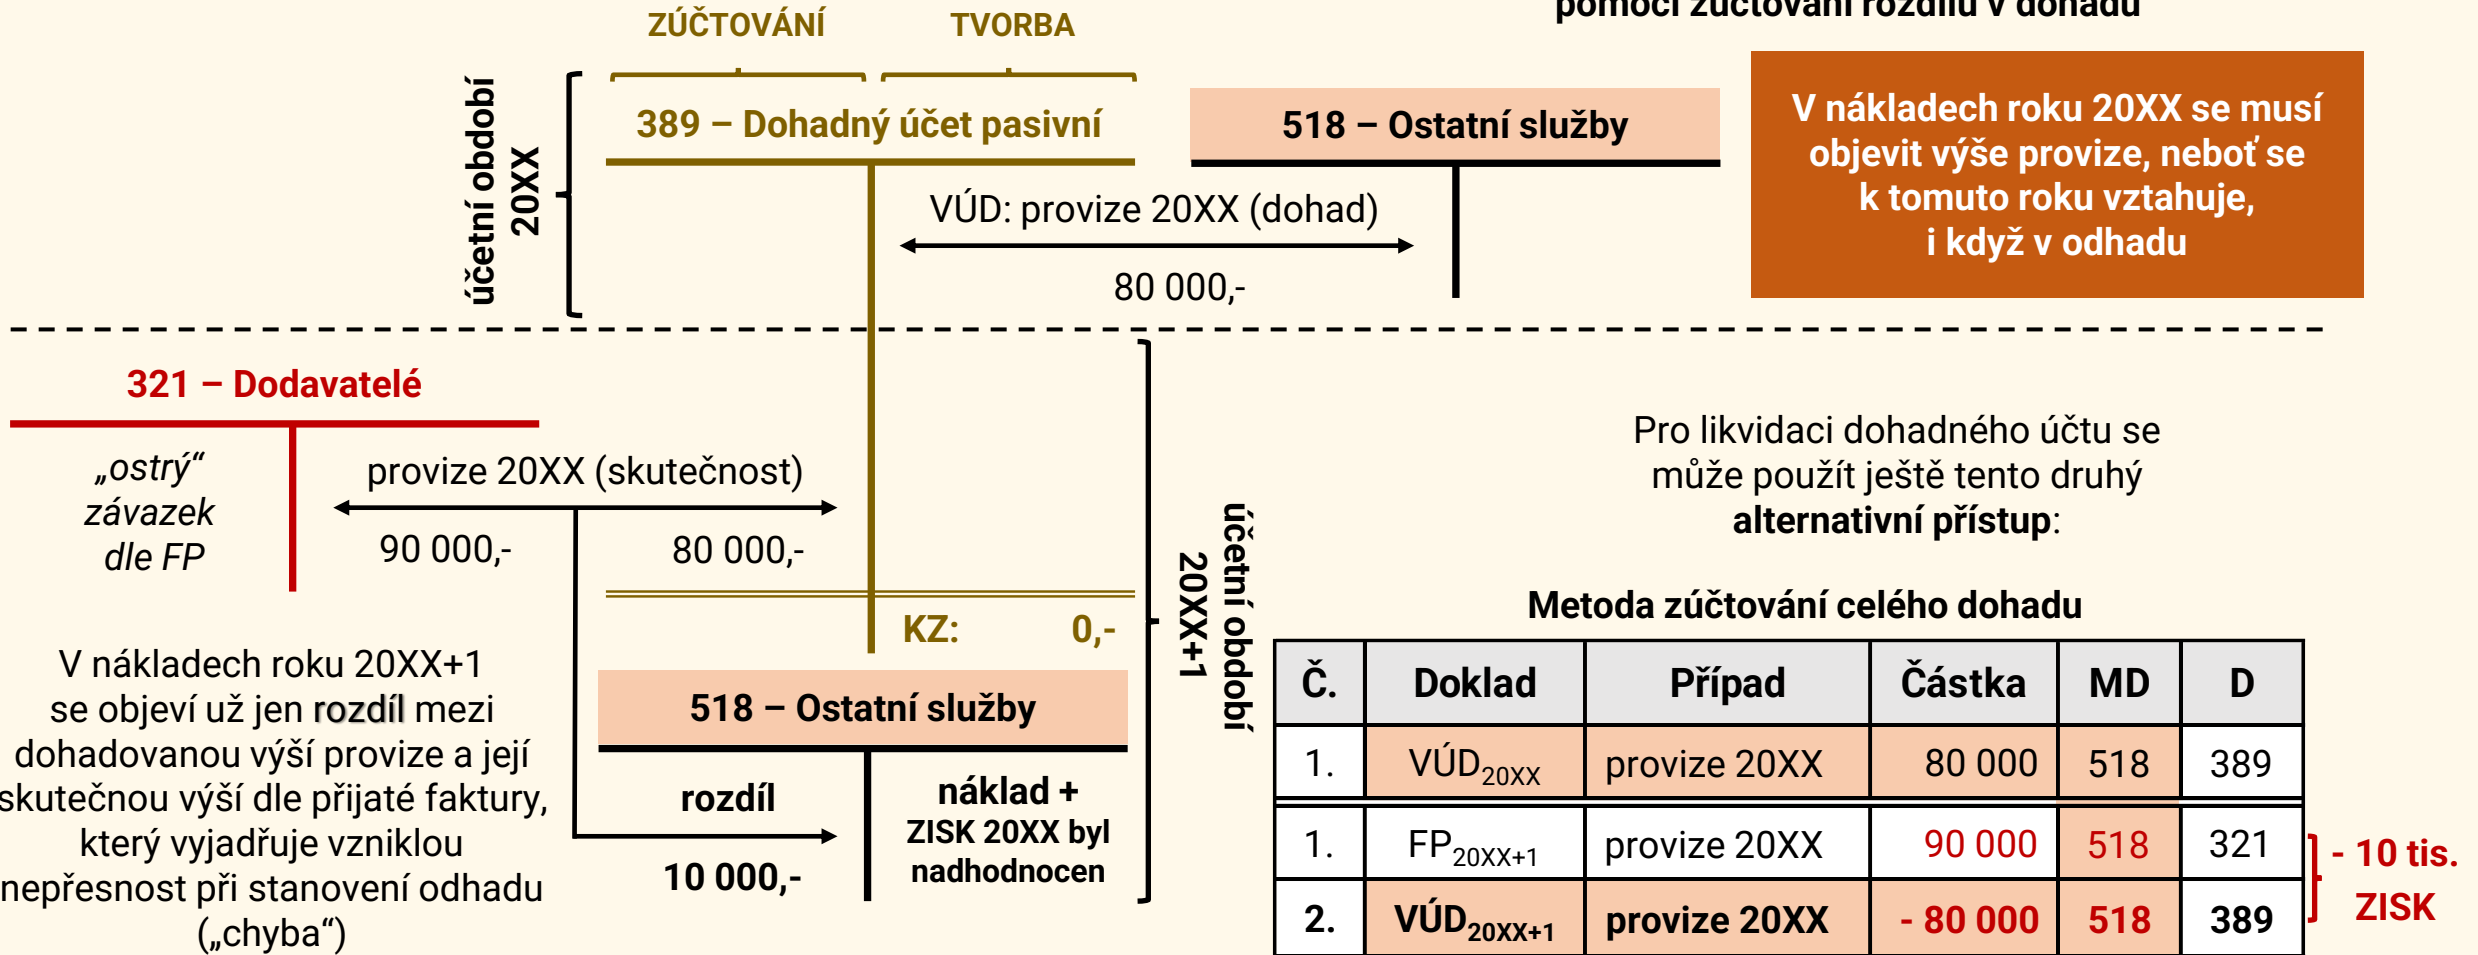 pomocí zúčtování rozdílu v dohadu
ZÚČTOVÁNÍ
TVORBA
účetní období
20XX
389 – Dohadný účet pasivní
518 – Ostatní služby
VÚD: provize 20XX (dohad)
80 000,-
V nákladech roku 20XX se musí
objevit výše provize, neboť se
k tomuto roku vztahuje,
i když v odhadu
321 – Dodavatelé
„ostrý“
závazek
dle FP
provize 20XX (skutečnost)
90 000,-
80 000,-
KZ: 0,-
účetní období
20XX+1
V nákladech roku 20XX+1
se objeví už jen rozdíl mezi
dohadovanou výší provize a její
skutečnou výší dle přijaté faktury,
který vyjadřuje vzniklou
nepřesnost při stanovení odhadu
(„chyba“)
518 – Ostatní služby
rozdíl
10 000,-
náklad +
ZISK 20XX byl
nadhodnocen
Pro likvidaci dohadného účtu se
může použít ještě tento druhý
alternativní přístup:
Metoda zúčtování celého dohadu
Č. Doklad Případ Částka MD D
1. VÚD20XX provize 20XX 80 000 518 389
1. FP20XX+1 provize 20XX 90 000 518 321
2. VÚD20XX+1 provize 20XX - 80 000 518 389
- 10 tis.
ZISK